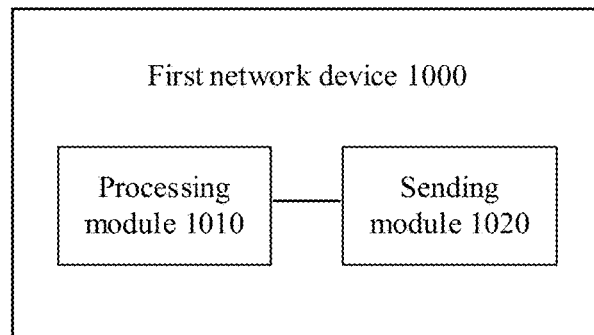 First network device 1000
Processing
module 1010
Sending
module 1020